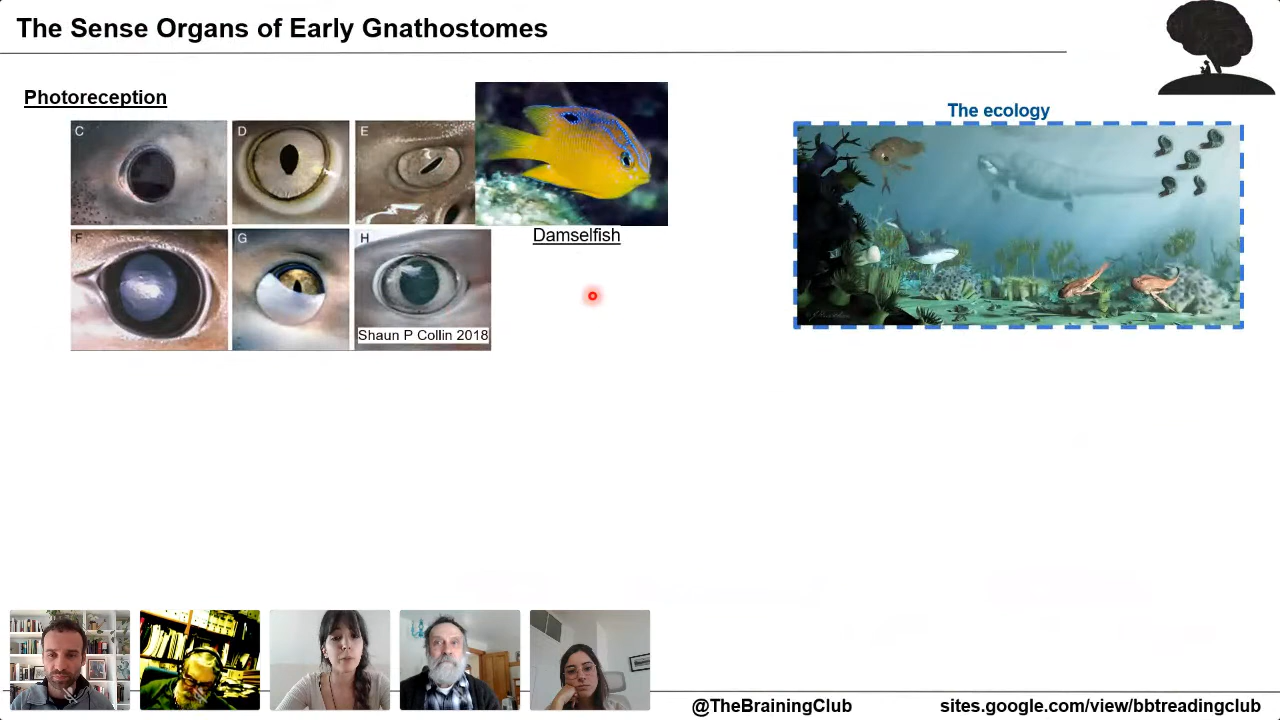 The Sense Organs of Early Gnathostomes
Photoreception
The ecology
C
D
E
Damselfish
F
G
H
Shaun P Collin 2018
@TheBrainingClub
sites.google.com/view/bbtreadingclub